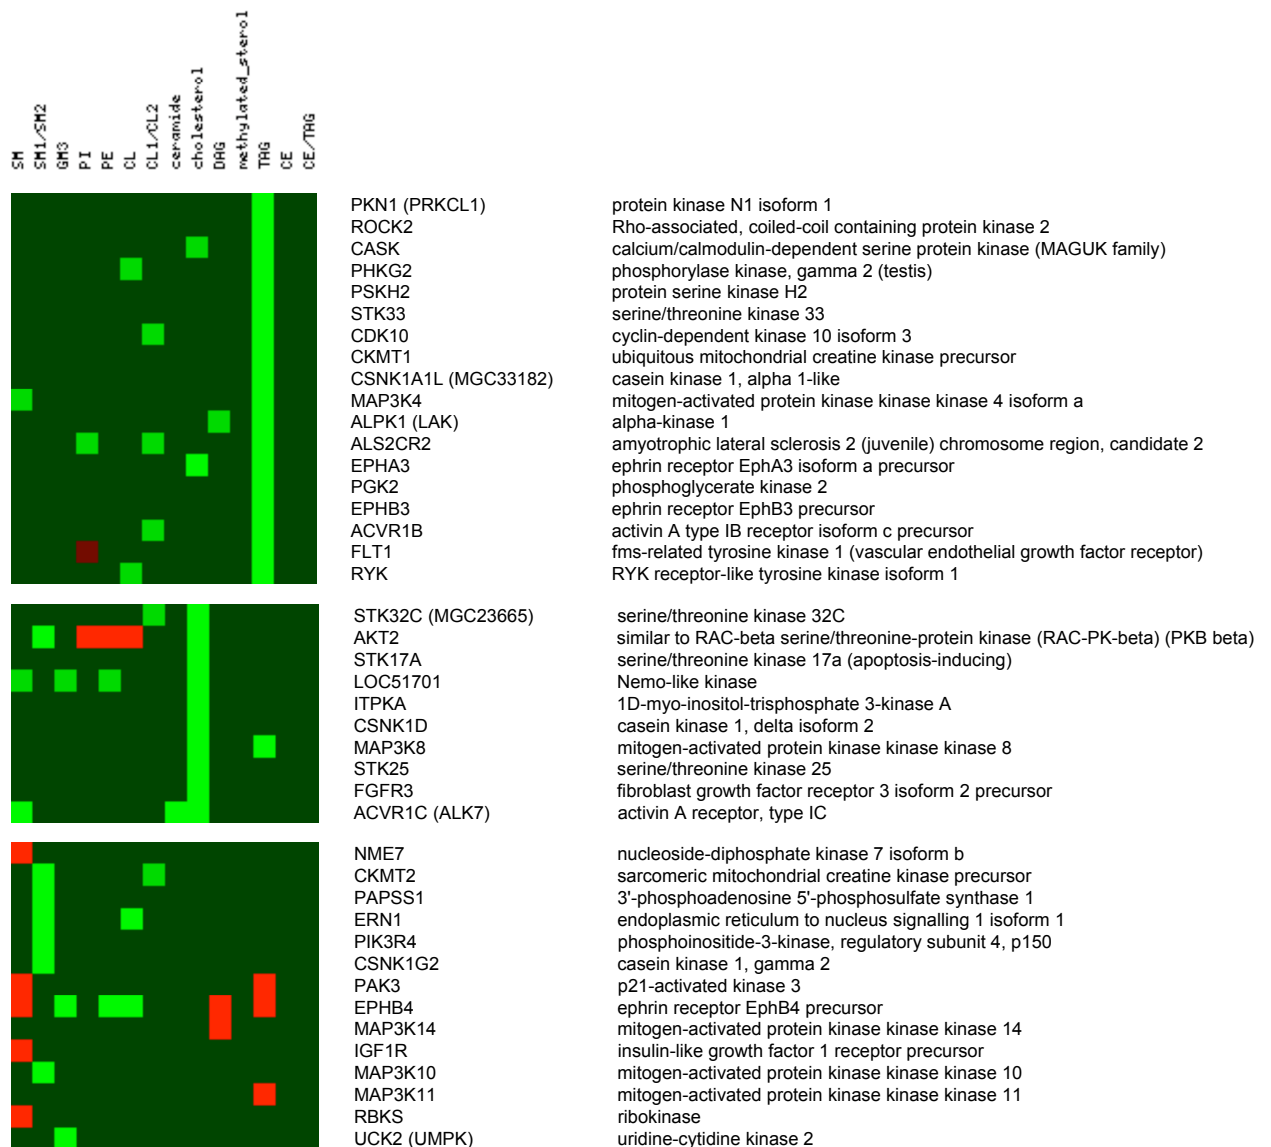 SM
SM1/SM2
GM3
PI
PE
CL
CL1/CL2
ceramide
cholesterol
DAG
methylated_sterol
TAG
CE
CE/TAG
PKN1 (PRKCL1) protein kinase N1 isoform 1
ROCK2 Rho-associated, coiled-coil containing protein kinase 2
CASK calcium/calmodulin-dependent serine protein kinase (MAGUK family)
PHKG2 phosphorylase kinase, gamma 2 (testis)
PSKH2 protein serine kinase H2
STK33 serine/threonine kinase 33
CDK10 cyclin-dependent kinase 10 isoform 3
CKMT1 ubiquitous mitochondrial creatine kinase precursor
CSNK1A1L (MGC33182) casein kinase 1, alpha 1-like
MAP3K4 mitogen-activated protein kinase kinase kinase 4 isoform a
ALPK1 (LAK) alpha-kinase 1
ALS2CR2 amyotrophic lateral sclerosis 2 (juvenile) chromosome region, candidate 2
EPHA3 ephrin receptor EphA3 isoform a precursor
PGK2 phosphoglycerate kinase 2
EPHB3 ephrin receptor EphB3 precursor
ACVR1B activin A type IB receptor isoform c precursor
FLT1 fms-related tyrosine kinase 1 (vascular endothelial growth factor receptor)
RYK RYK receptor-like tyrosine kinase isoform 1
STK32C (MGC23665) serine/threonine kinase 32C
AKT2 similar to RAC-beta serine/threonine-protein kinase (RAC-PK-beta) (PKB beta)
STK17A serine/threonine kinase 17a (apoptosis-inducing)
LOC51701 Nemo-like kinase
ITPKA 1D-myo-inositol-trisphosphate 3-kinase A
CSNK1D casein kinase 1, delta isoform 2
MAP3K8 mitogen-activated protein kinase kinase kinase 8
STK25 serine/threonine kinase 25
FGFR3 fibroblast growth factor receptor 3 isoform 2 precursor
ACVR1C (ALK7) activin A receptor, type IC
NME7 nucleoside-diphosphate kinase 7 isoform b
CKMT2 sarcomeric mitochondrial creatine kinase precursor
PAPSS1 3'-phosphoadenosine 5'-phosphosulfate synthase 1
ERN1 endoplasmic reticulum to nucleus signalling 1 isoform 1
PIK3R4 phosphoinositide-3-kinase, regulatory subunit 4, p150
CSNK1G2 casein kinase 1, gamma 2
PAK3 p21-activated kinase 3
EPHB4 ephrin receptor EphB4 precursor
MAP3K14 mitogen-activated protein kinase kinase kinase 14
IGF1R insulin-like growth factor 1 receptor precursor
MAP3K10 mitogen-activated protein kinase kinase kinase 10
MAP3K11 mitogen-activated protein kinase kinase kinase 11
RBKS ribokinase
UCK2 (UMPK) uridine-cytidine kinase 2